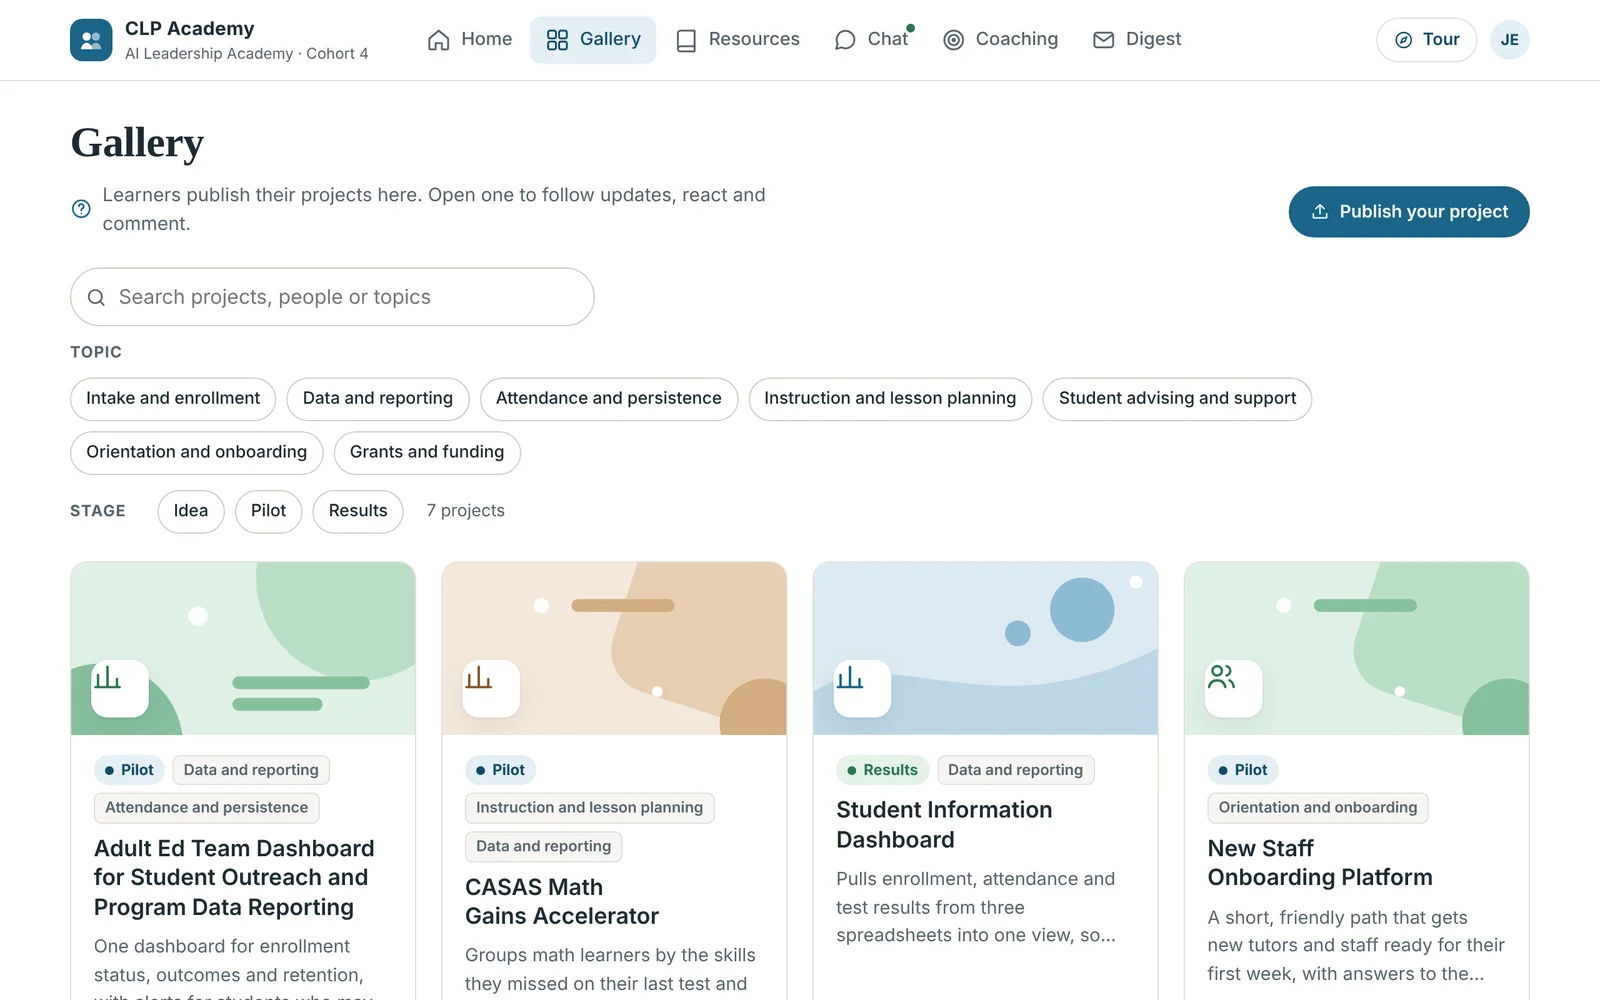 CLP Academy
AI Leadership Academy · Cohort 4
Home
Gallery
Resources
Chat
Coaching
Digest
Tour
JE
Gallery
Learners publish their projects here. Open one to follow updates, react and
comment.
Publish your project
Search projects, people or topics
TOPIC
Intake and enrollment
Data and reporting
Attendance and persistence
Instruction and lesson planning
Student advising and support
Orientation and onboarding
Grants and funding
STAGE
Idea
Pilot
Results
7 projects
Pilot
Data and reporting
Attendance and persistence
Adult Ed Team Dashboard
for Student Outreach and
Program Data Reporting
One dashboard for enrollment
status, outcomes and retention,
with alerts for students who may
Pilot
Instruction and lesson planning
Data and reporting
CASAS Math
Gains Accelerator
Groups math learners by the skills
they missed on their last test and
Results
Data and reporting
Student Information
Dashboard
Pulls enrollment, attendance and
test results from three
spreadsheets into one view, so...
Pilot
Orientation and onboarding
New Staff
Onboarding Platform
A short, friendly path that gets
new tutors and staff ready for their
first week, with answers to the...